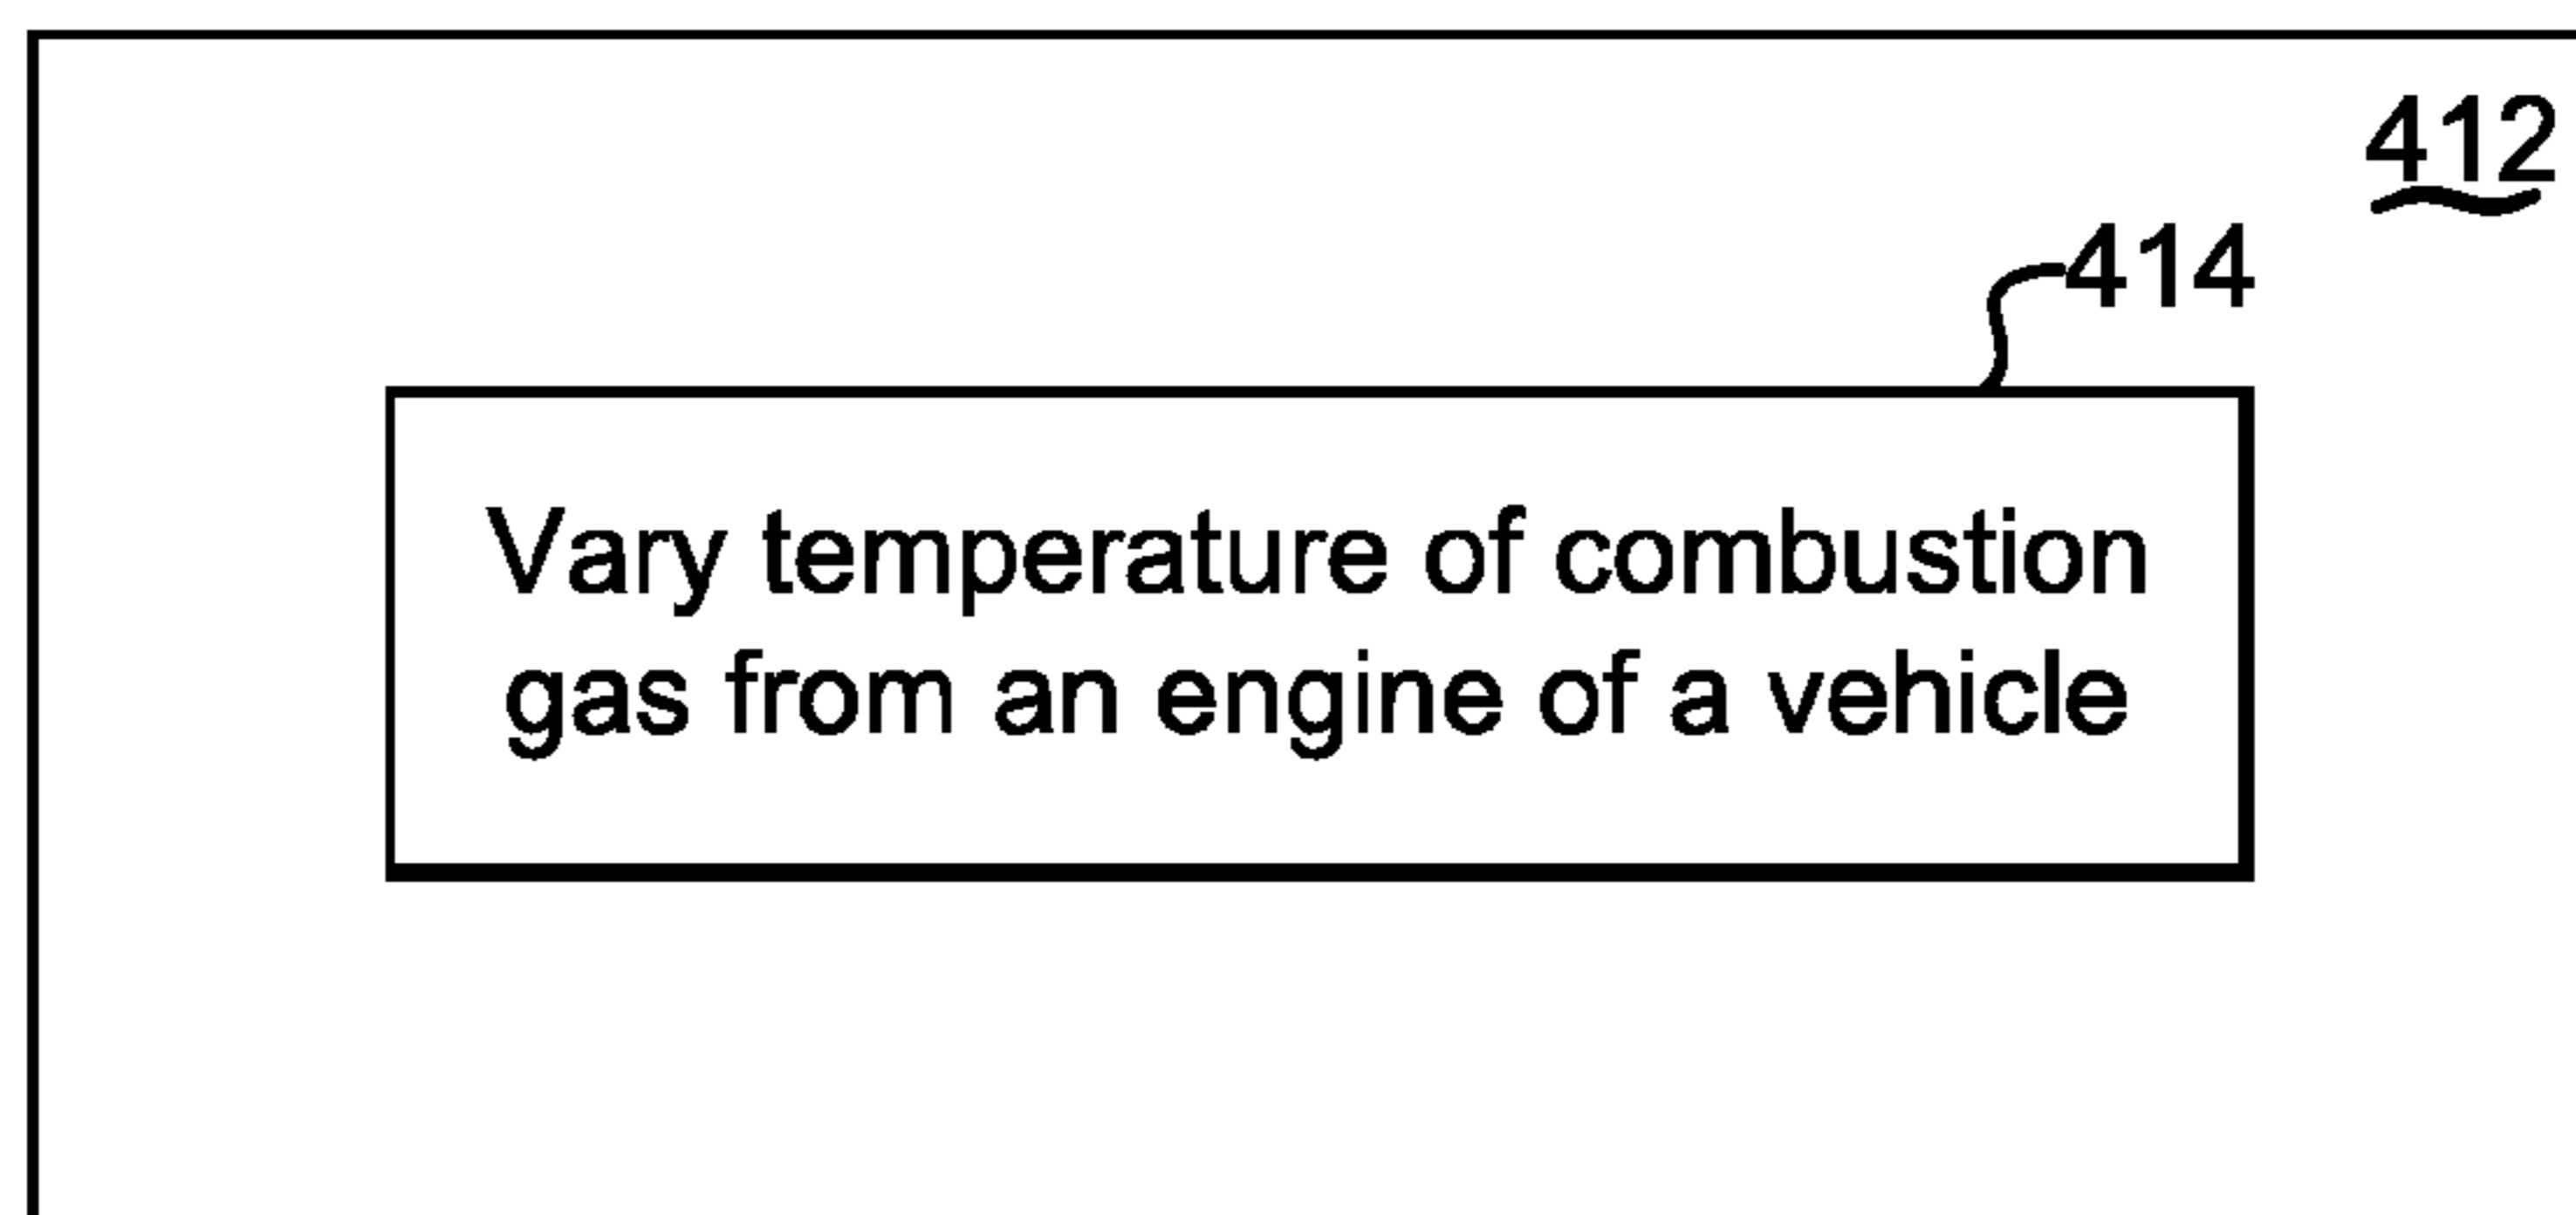 412
414
Vary temperature of combustion
gas from an engine of a vehicle